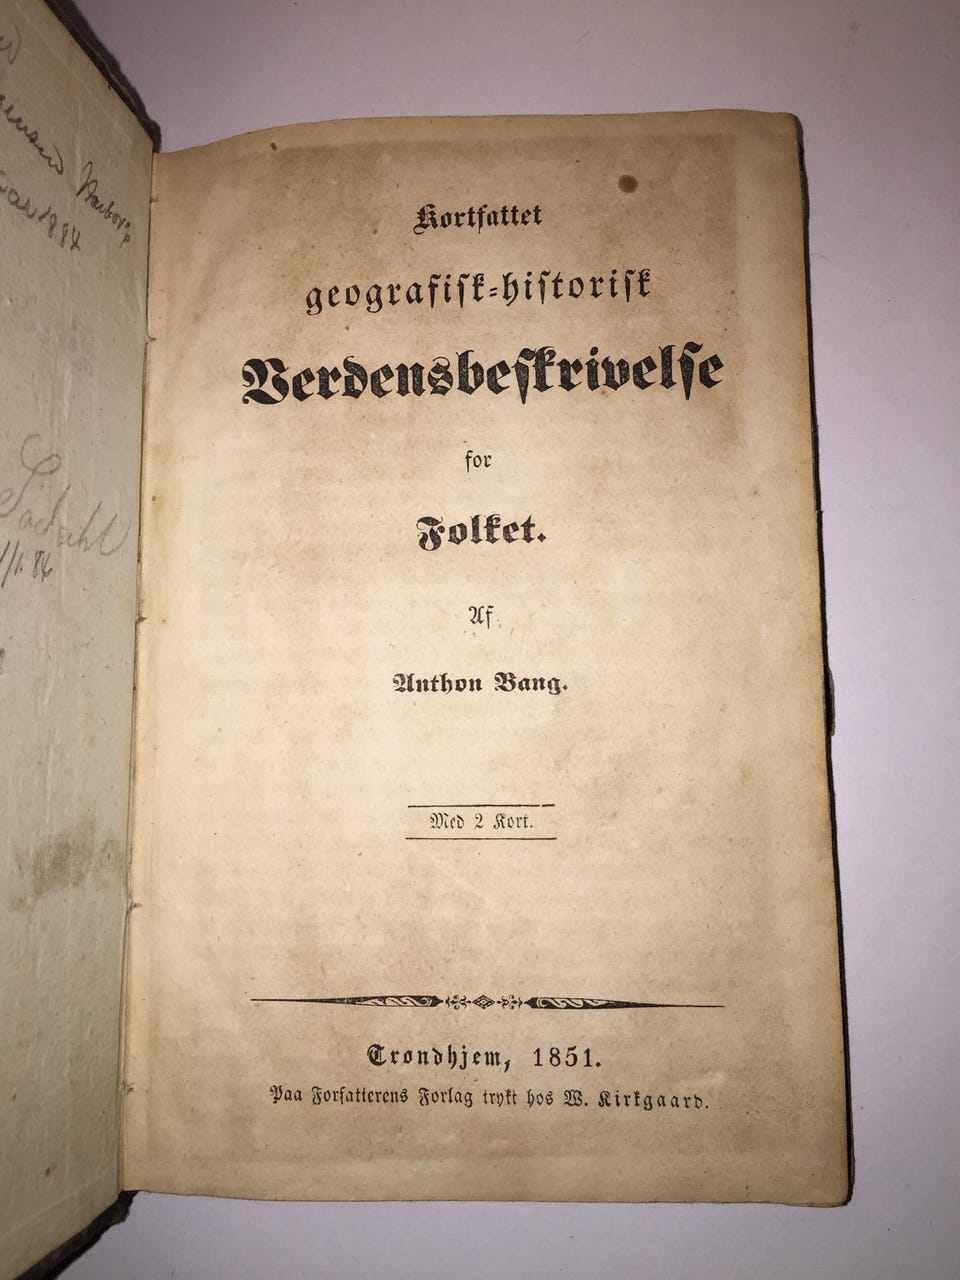 1884
Kortfattet
geografisk-historisk
Verdensbeskrivelse
for
Folket.
Af
Anthon Bang.
Med 2 Kort.
Trondhjem, 1851.
Paa Forfatterens Forlag trykt hos W. Kirkgaard.